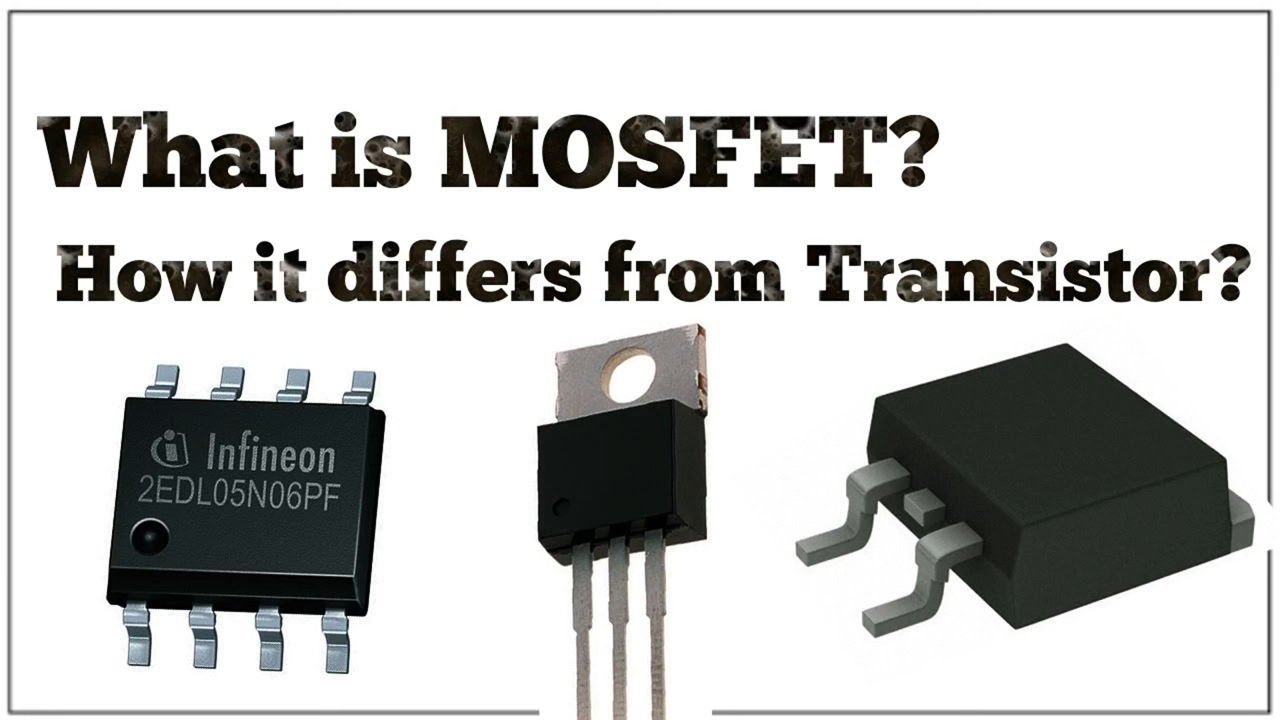 What is MOSFET?
How it differs from Transistor?
Infineon
2EDL05N06PF